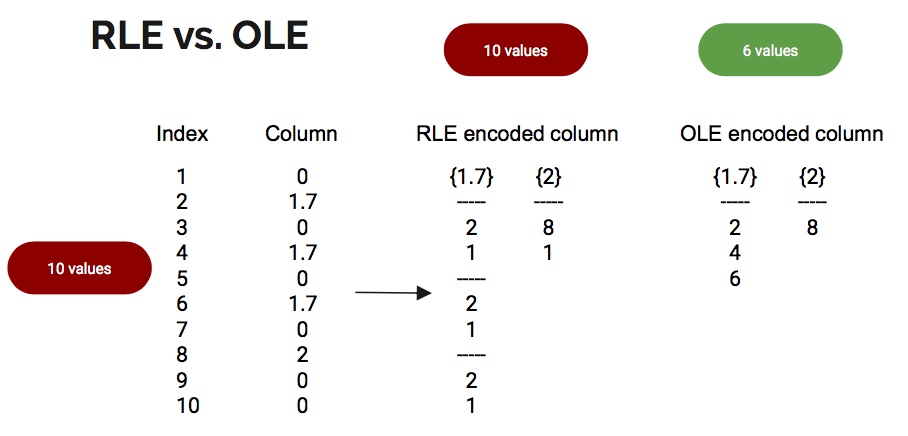 RLE vs. OLE
10 values
6 values
Index Column RLE encoded column OLE encoded column
1 0 {1.7} {2} {1.7} {2}
2 1.7 ----- ----- ----- -----
3 0 2 8 2 8
4 1.7 1 1 4
10 values
5 0 ----- 6
6 1.7 2
7 0 1
8 2 -----
9 0 2
10 0 1